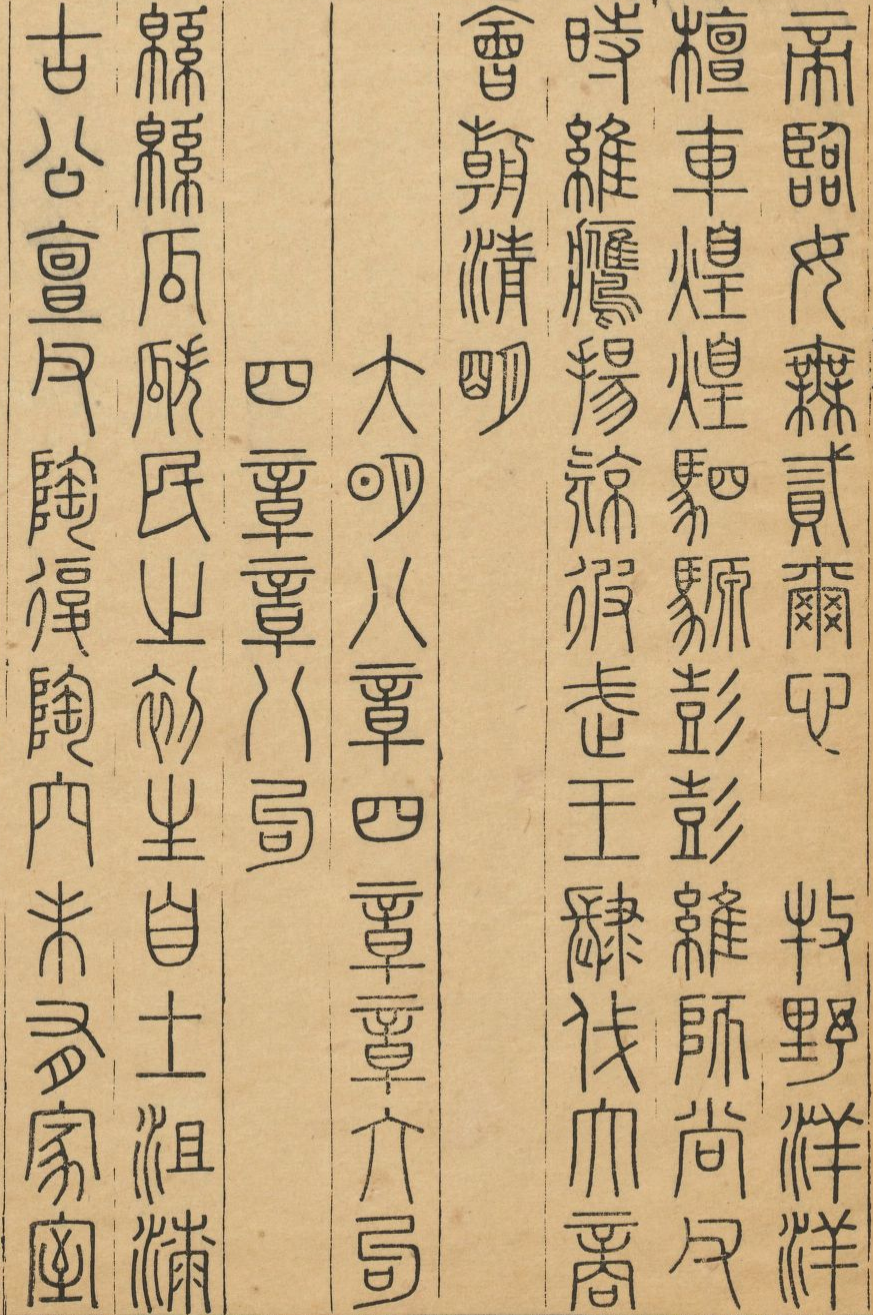 帝臨女無貳爾心　牧野洋洋
檀車煌煌駟騵彭彭維師尚父
時維鷹揚涼彼武王肆伐大商
會朝清明
大明八章四章章六句
四章章八句
緜緜瓜瓞民之初生自土沮漆
古公亶父陶復陶穴未有家室